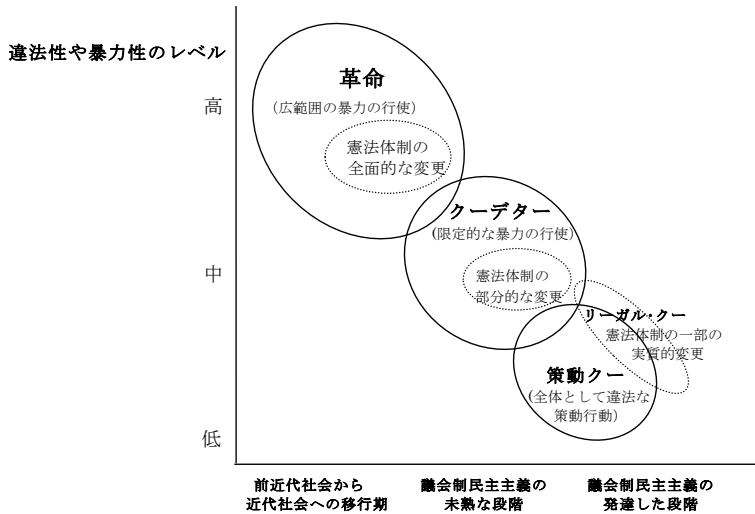 違法性や暴力性のレベル
高
中
低
革命
（広範囲の暴力の行使）
憲法体制の
全面的な変更
クーデター
（限定的な暴力の行使）
憲法体制の
部分的な変更
リーガル・クー
憲法体制の一部の
実質的変更
策動クー
（全体として違法な
策動行動）
前近代社会から
近代社会への移行期
議会制民主主義の
未熟な段階
議会制民主主義の
発達した段階